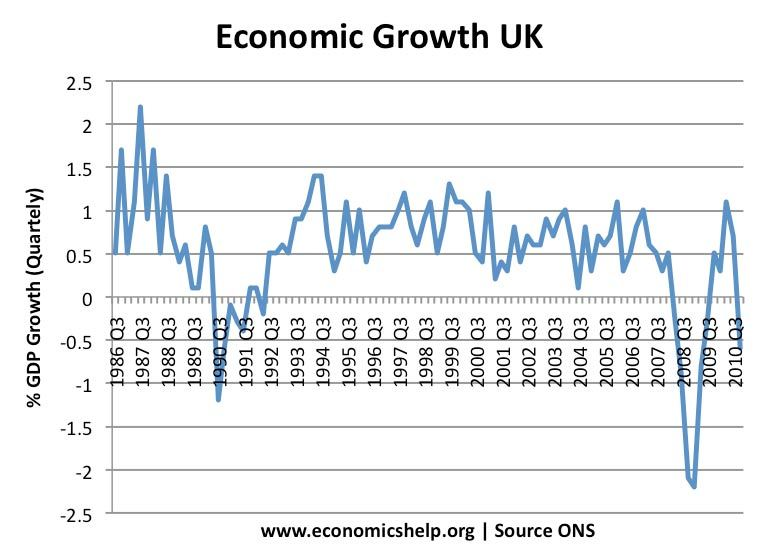 Economic Growth UK
% GDP Growth (Quartely)
2.5
2
1.5
1
0.5
0
-0.5
-1
-1.5
-2
-2.5
1986 Q3
1987 Q3
1988 Q3
1989 Q3
1990 Q3
1991 Q3
1992 Q3
1993 Q3
1994 Q3
1995 Q3
1996 Q3
1997 Q3
1998 Q3
1999 Q3
2000 Q3
2001 Q3
2002 Q3
2003 Q3
2004 Q3
2005 Q3
2006 Q3
2007 Q3
2008 Q3
2009 Q3
2010 Q3
www.economicshelp.org | Source ONS